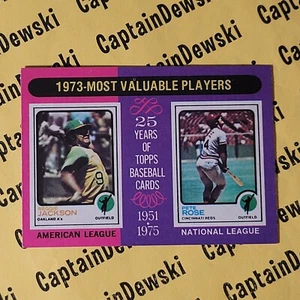 CaptainDewski
CaptainDewski
CaptainDewski
1973-MOST VALUABLE PLAYERS
25
YEARS OF
TOPPS
BASEBALL
CARDS
1951
1975
JACKSON
OAKLAND A's
OUTFIELD
PETE
ROSE
CINCINNATI REDS
OUTFIELD
AMERICAN LEAGUE
NATIONAL LEAGUE
CaptainDewski
CaptainDewski